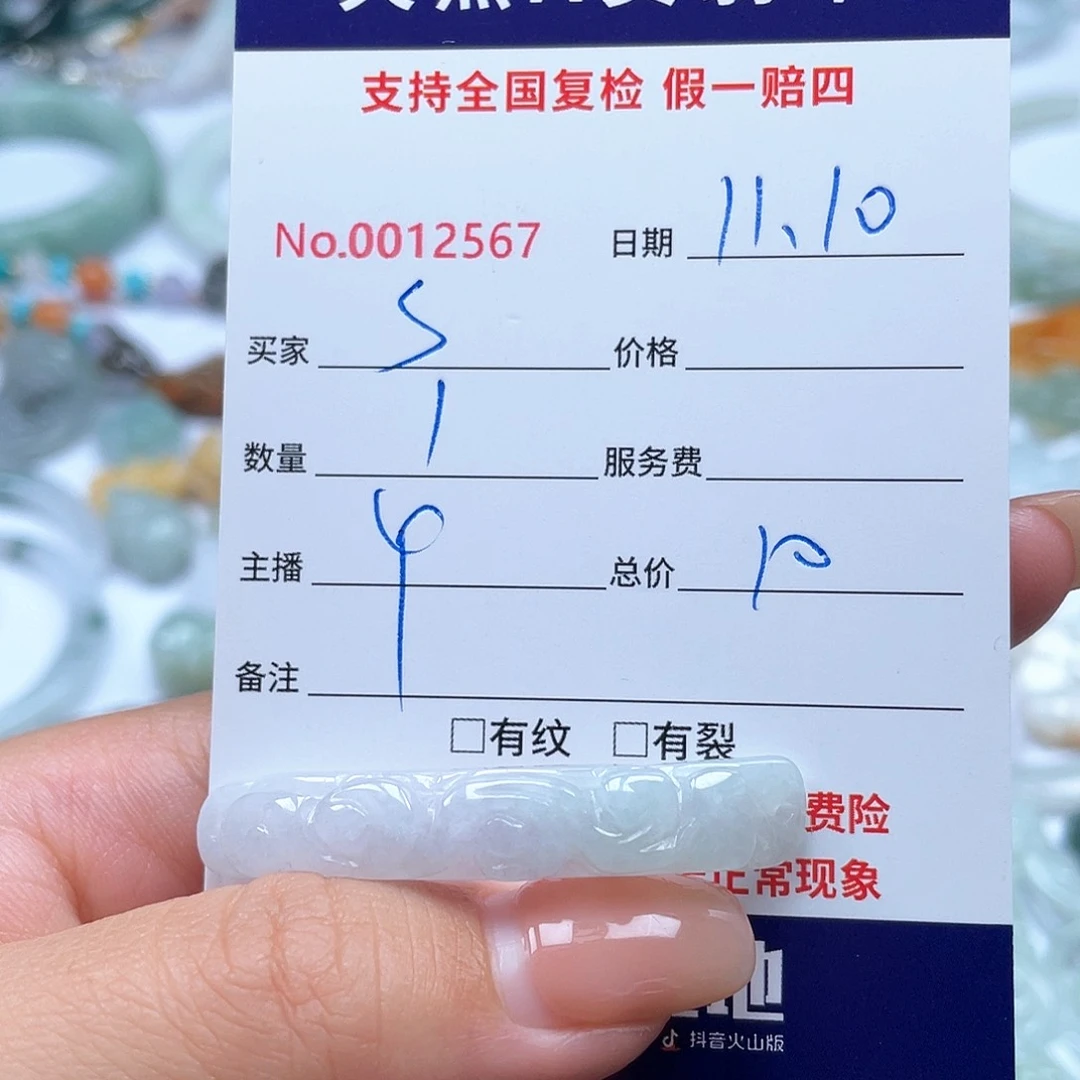 支持全国复检 假一赔四
No.0012567 日期 11、10
买家 S 价格
数量 1 服务费
主播 4 总价 10
备注
□有纹 □有裂
费险
正常现象
抖音火山版